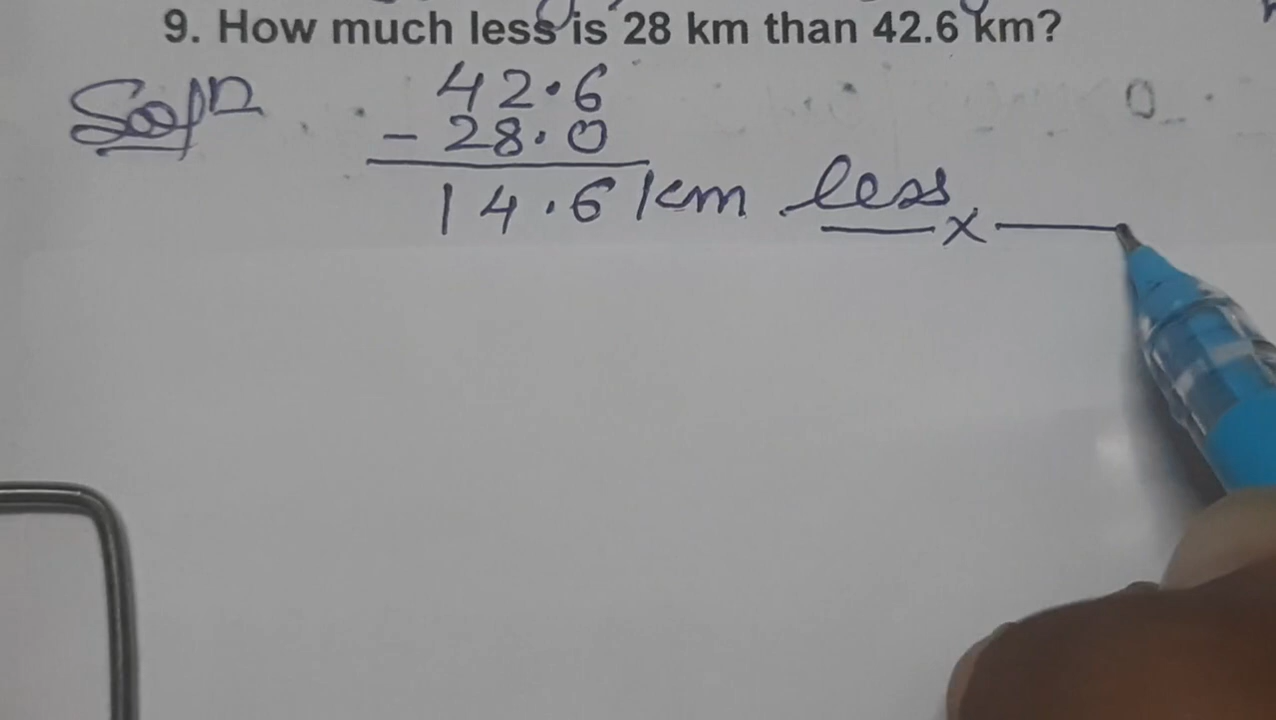 9. How much less is 28 km than 42.6 km?
Soln
42.6
- 28.0
14.6 km less
x